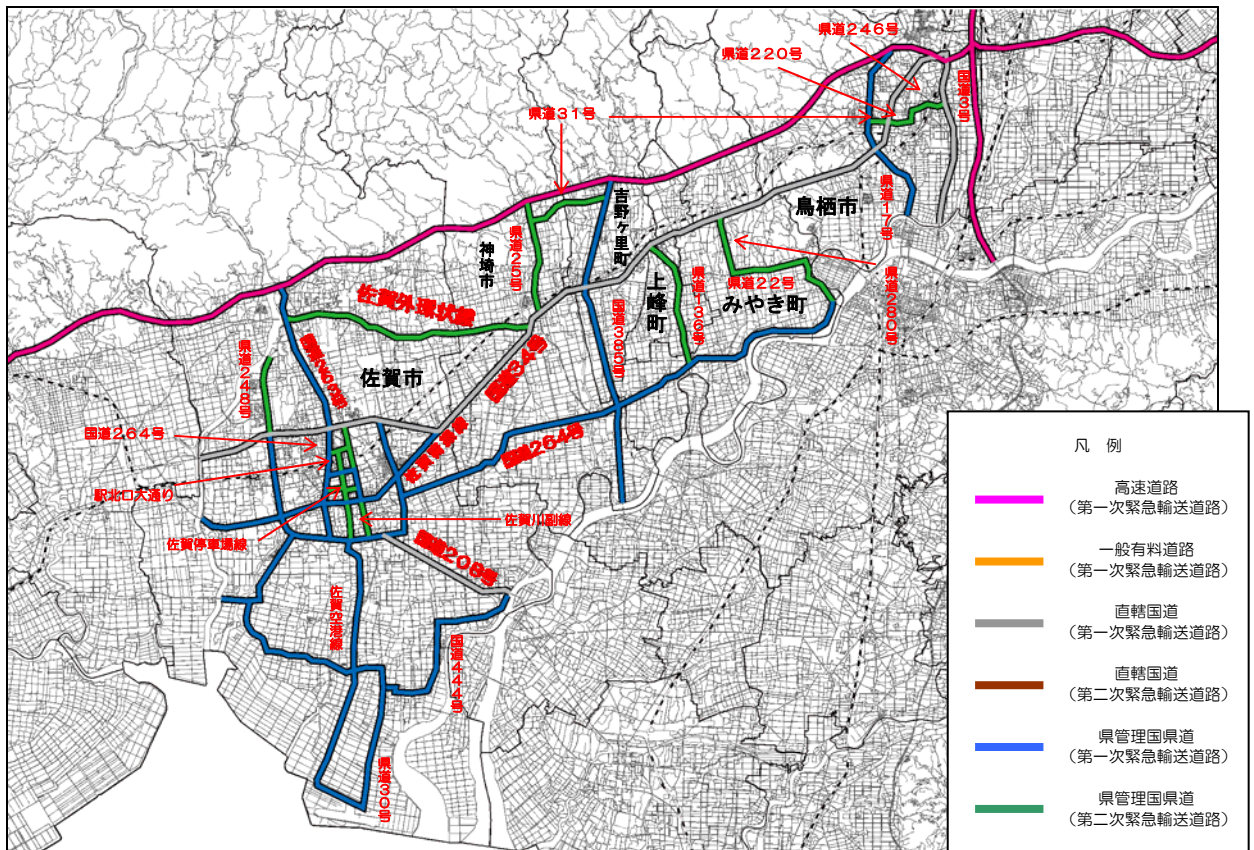 県道246号
県道220号
国道3号
県道31号
鳥栖市
県道17号
吉野ヶ里町
神埼市
県道25号
県道280号
県道22号
みやき町
上峰町
県道136号
国道385号
佐賀外環状線
国道263号
国道34号
佐賀市
県道248号
国道264号
国道264号
駅北口大通り
佐賀停車場線
佐賀川副線
国道208号
佐賀空港線
国道444号
県道30号
凡 例
高速道路
(第一次緊急輸送道路)
一般有料道路
(第一次緊急輸送道路)
直轄国道
(第一次緊急輸送道路)
直轄国道
(第二次緊急輸送道路)
県管理国県道
(第一次緊急輸送道路)
県管理国県道
(第二次緊急輸送道路)